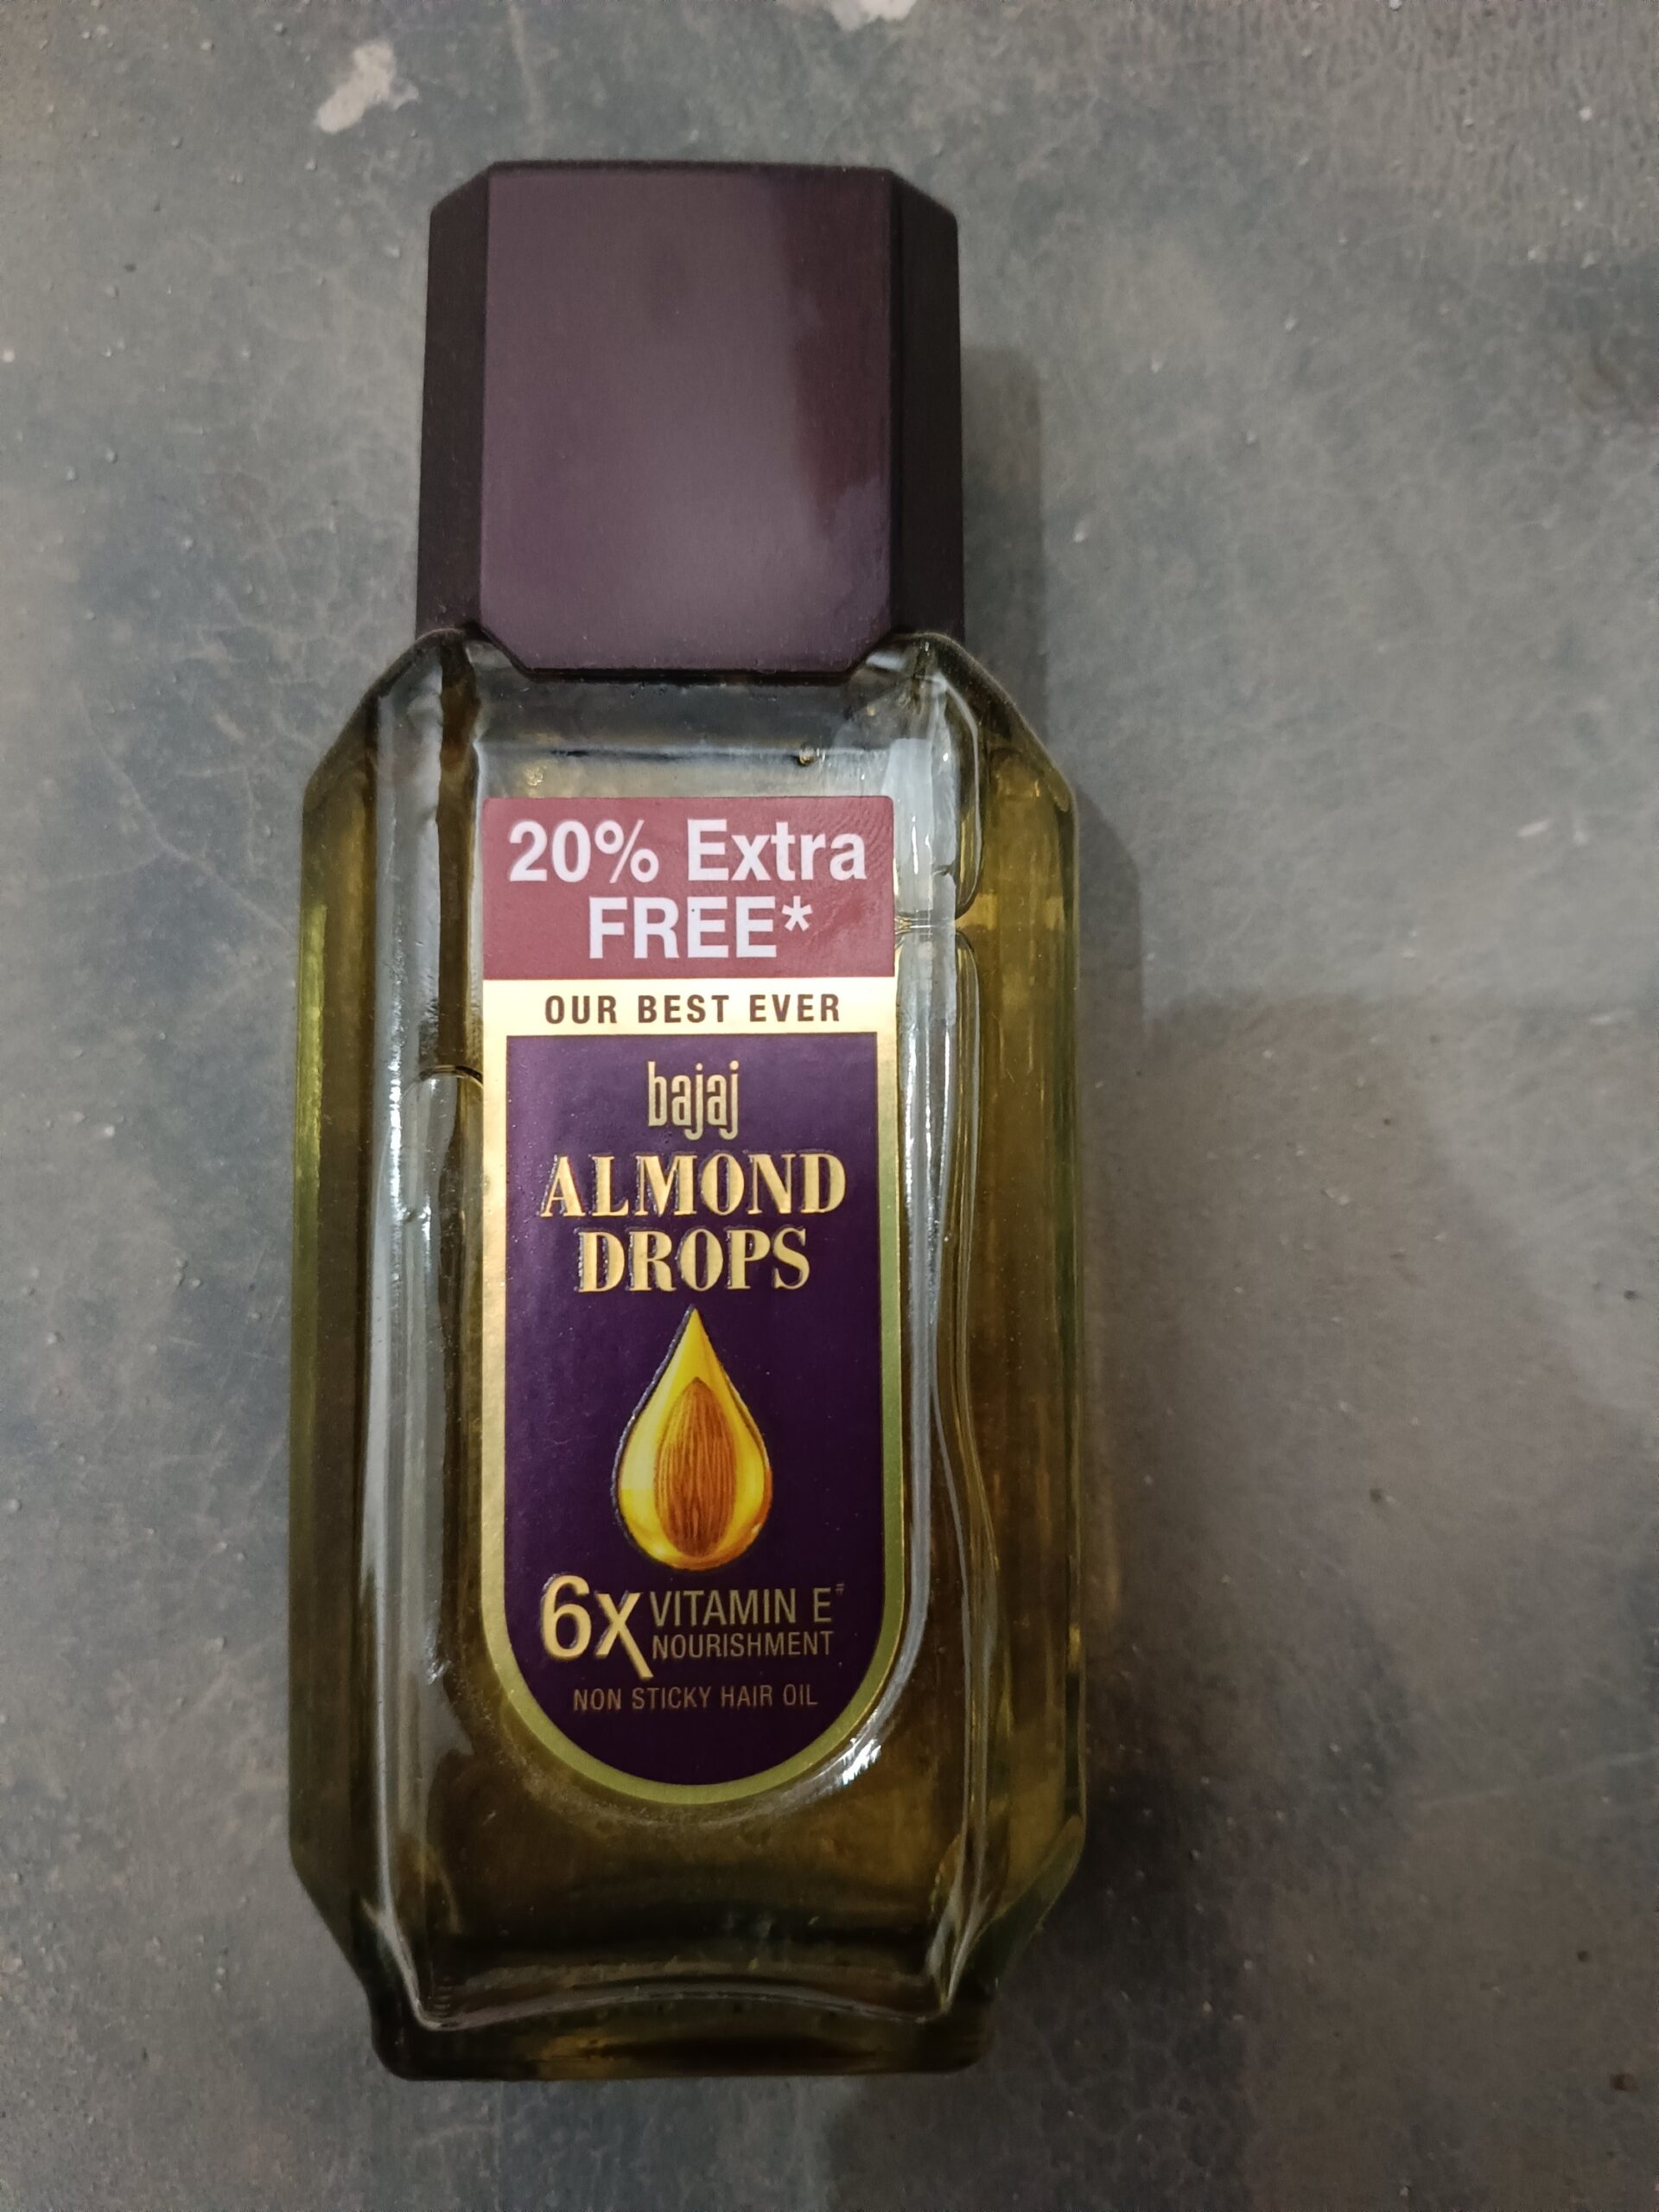 20% Extra
FREE*
OUR BEST EVER
bajaj
ALMOND
DROPS
6x VITAMIN E#
NOURISHMENT
NON STICKY HAIR OIL